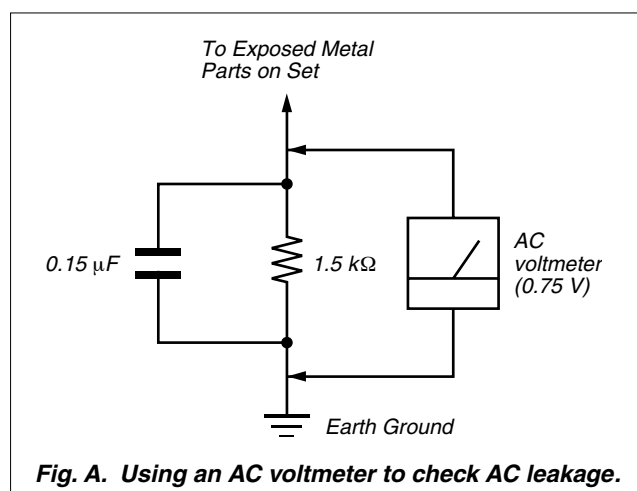 To Exposed Metal
Parts on Set
0.15 μF
1.5 kΩ
AC
voltmeter
(0.75 V)
Earth Ground
Fig. A. Using an AC voltmeter to check AC leakage.